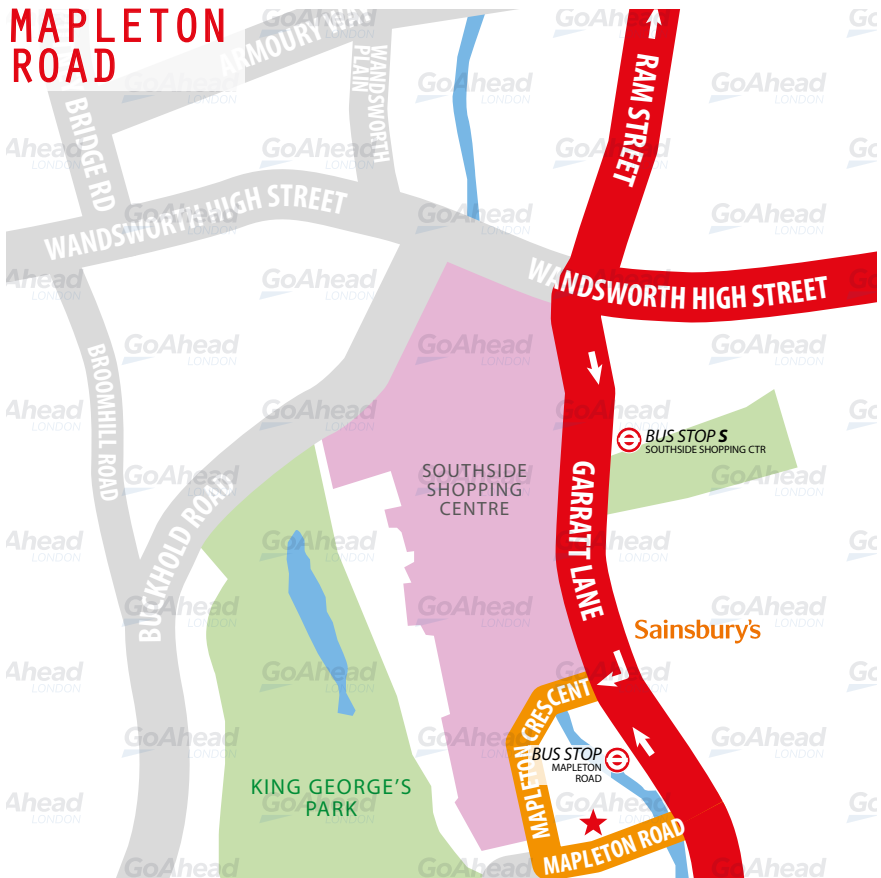 MAPLETON
ROAD
ARMOURY WAY
WANDSWORTH
PLAIN
BRIDGE RD
RAM STREET
WANDSWORTH HIGH STREET
WANDSWORTH HIGH STREET
BROOMHILL ROAD
BUCKHOLD ROAD
BUS STOP S
SOUTHSIDE SHOPPING CTR
SOUTHSIDE
SHOPPING
CENTRE
GARRATT LANE
Sainsbury's
MAPLETON CRESCENT
BUS STOP
MAPLETON
ROAD
KING GEORGE'S
PARK
MAPLETON ROAD
GoAhead
LONDON